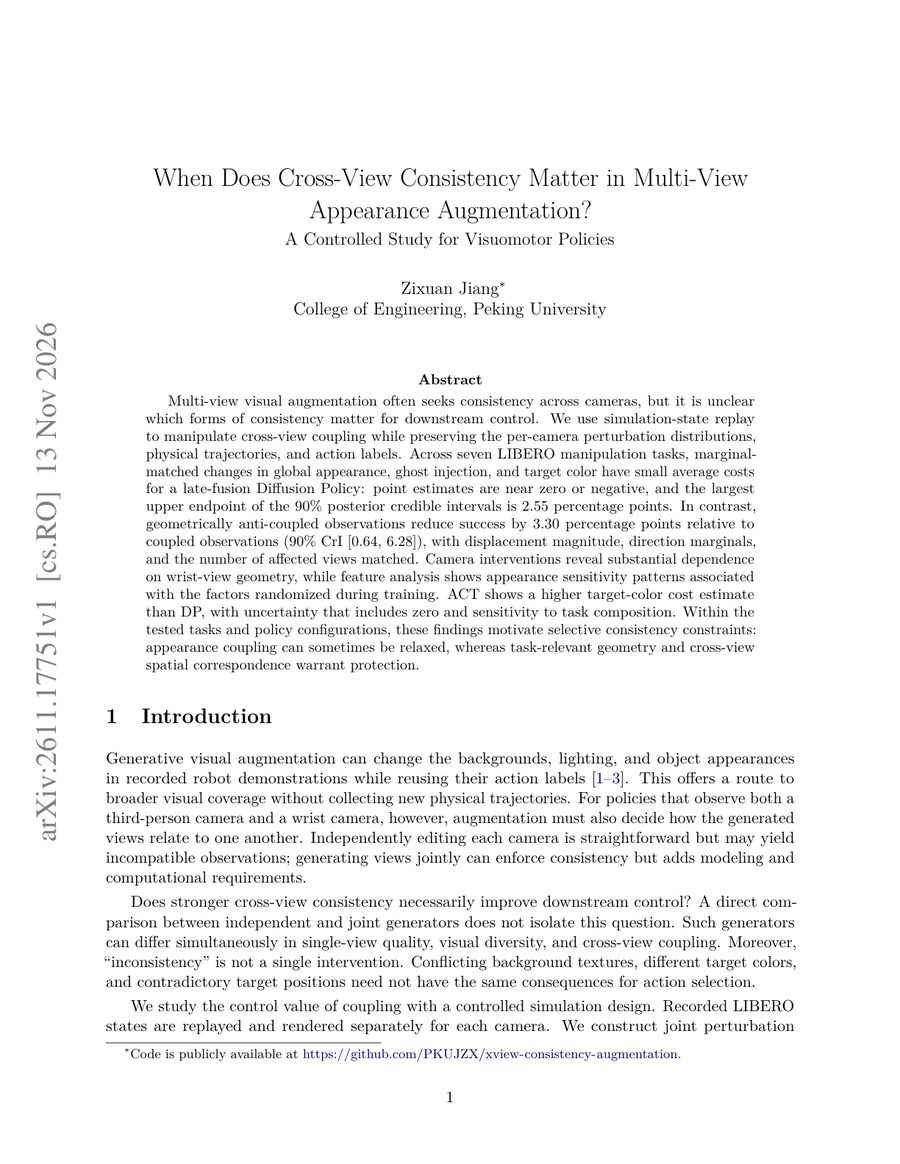 When Does Cross-View Consistency Matter in Multi-View
Appearance Augmentation?
A Controlled Study for Visuomotor Policies
Zixuan Jiang*
College of Engineering, Peking University
arXiv:2611.17751v1 [cs.RO] 13 Nov 2026
Abstract
Multi-view visual augmentation often seeks consistency across cameras, but it is unclear
which forms of consistency matter for downstream control. We use simulation-state replay
to manipulate cross-view coupling while preserving the per-camera perturbation distributions,
physical trajectories, and action labels. Across seven LIBERO manipulation tasks, marginal-
matched changes in global appearance, ghost injection, and target color have small average costs
for a late-fusion Diffusion Policy: point estimates are near zero or negative, and the largest
upper endpoint of the 90% posterior credible intervals is 2.55 percentage points. In contrast,
geometrically anti-coupled observations reduce success by 3.30 percentage points relative to
coupled observations (90% CrI [0.64, 6.28]), with displacement magnitude, direction marginals,
and the number of affected views matched. Camera interventions reveal substantial dependence
on wrist-view geometry, while feature analysis shows appearance sensitivity patterns associated
with the factors randomized during training. ACT shows a higher target-color cost estimate
than DP, with uncertainty that includes zero and sensitivity to task composition. Within the
tested tasks and policy configurations, these findings motivate selective consistency constraints:
appearance coupling can sometimes be relaxed, whereas task-relevant geometry and cross-view
spatial correspondence warrant protection.
1 Introduction
Generative visual augmentation can change the backgrounds, lighting, and object appearances
in recorded robot demonstrations while reusing their action labels [1–3]. This offers a route to
broader visual coverage without collecting new physical trajectories. For policies that observe both a
third-person camera and a wrist camera, however, augmentation must also decide how the generated
views relate to one another. Independently editing each camera is straightforward but may yield
incompatible observations; generating views jointly can enforce consistency but adds modeling and
computational requirements.
Does stronger cross-view consistency necessarily improve downstream control? A direct com-
parison between independent and joint generators does not isolate this question. Such generators
can differ simultaneously in single-view quality, visual diversity, and cross-view coupling. Moreover,
“inconsistency” is not a single intervention. Conflicting background textures, different target colors,
and contradictory target positions need not have the same consequences for action selection.
We study the control value of coupling with a controlled simulation design. Recorded LIBERO
states are replayed and rendered separately for each camera. We construct joint perturbation
*Code is publicly available at https://github.com/PKUJZX/xview-consistency-augmentation.
1